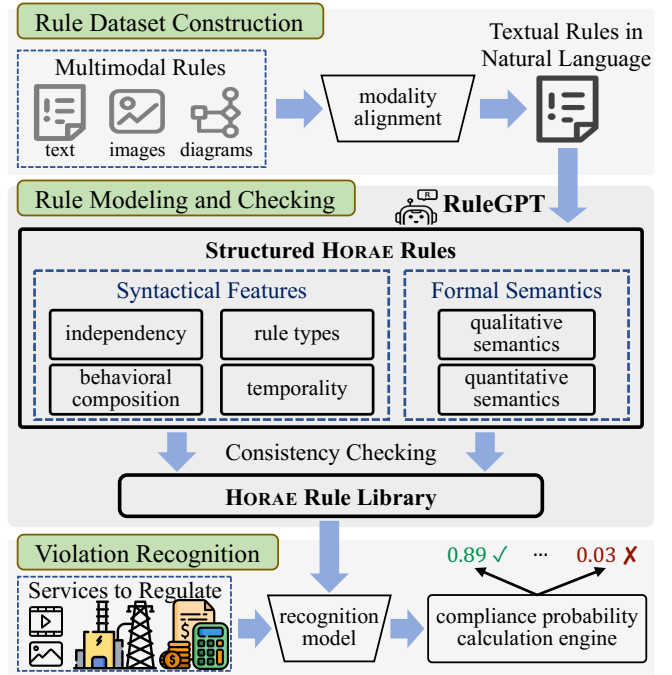 Rule Dataset Construction
Multimodal Rules
text
images
diagrams
modality
alignment
Textual Rules in
Natural Language
Rule Modeling and Checking
R
RuleGPT
Structured HORAE Rules
Syntactical Features
independency
rule types
behavioral
composition
temporality
Formal Semantics
qualitative
semantics
quantitative
semantics
Consistency Checking
HORAE Rule Library
Violation Recognition
Services to Regulate
$
$
recognition
model
0.89 ✓ ... 0.03 ✗
compliance probability
calculation engine